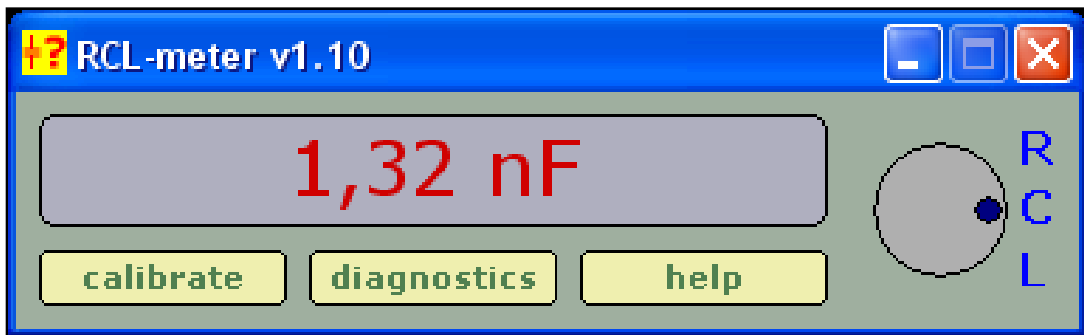 RCL-meter v1.10
1,32 nF
R
C
L
calibrate diagnostics help